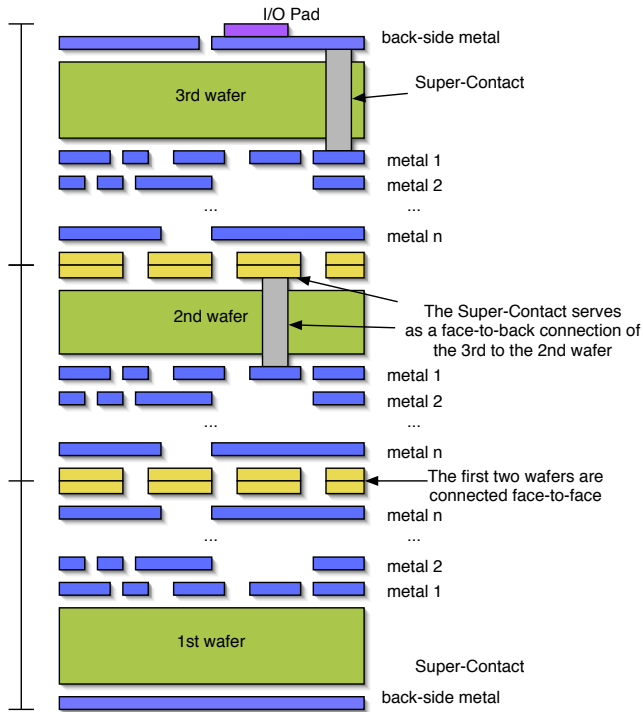 I/O Pad
back-side metal
3rd wafer
Super-Contact
metal 1
metal 2
...
...
metal n
The Super-Contact serves
as a face-to-back connection of
the 3rd to the 2nd wafer
2nd wafer
metal 1
metal 2
...
...
metal n
The first two wafers are
connected face-to-face
metal n
...
...
metal 2
metal 1
1st wafer
Super-Contact
back-side metal